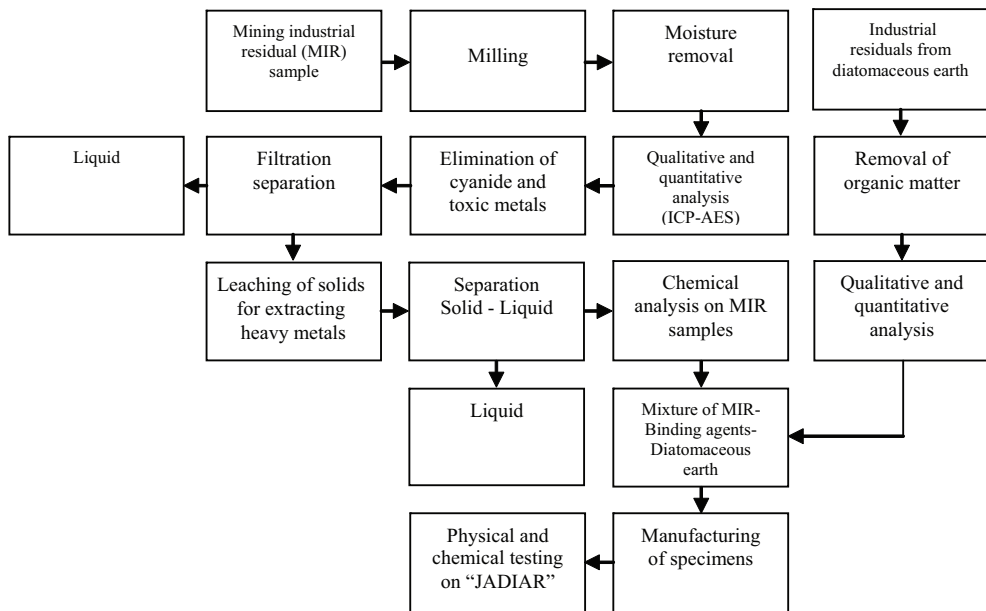 Mining industrial
residual (MIR)
sample
Milling
Moisture
removal
Industrial
residuals from
diatomaceous earth
Liquid
Filtration
separation
Elimination of
cyanide and
toxic metals
Qualitative and
quantitative
analysis
(ICP-AES)
Removal of
organic matter
Leaching of solids
for extracting
heavy metals
Separation
Solid - Liquid
Chemical
analysis on MIR
samples
Qualitative and
quantitative
analysis
Liquid
Mixture of MIR-
Binding agents-
Diatomaceous
earth
Physical and
chemical testing
on “JADIAR”
Manufacturing
of specimens